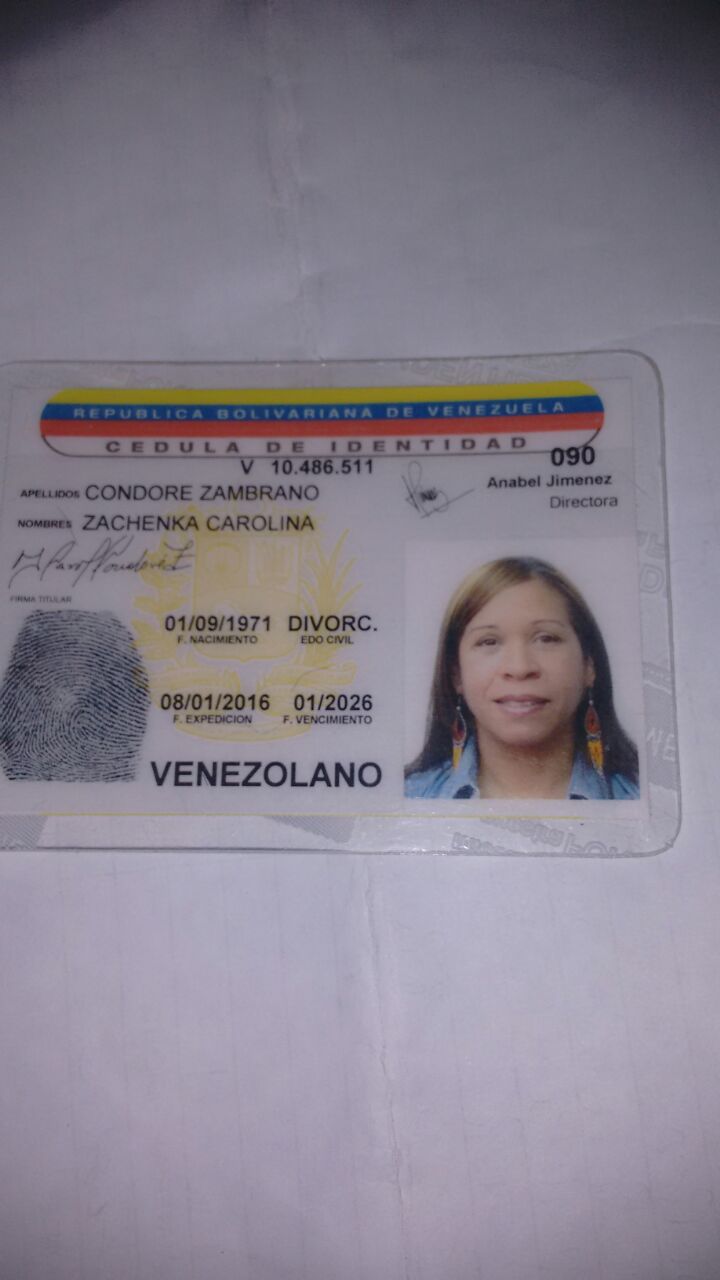 REPUBLICA BOLIVARIANA DE VENEZUELA
CEDULA DE IDENTIDAD
V 10.486.511
090
APELLIDOS CONDORE ZAMBRANO
Anabel Jimenez
Directora
NOMBRES ZACHENKA CAROLINA
FIRMA TITULAR
01/09/1971 DIVORC.
F. NACIMIENTO EDO CIVIL
08/01/2016 01/2026
F. EXPEDICION F. VENCIMIENTO
VENEZOLANO